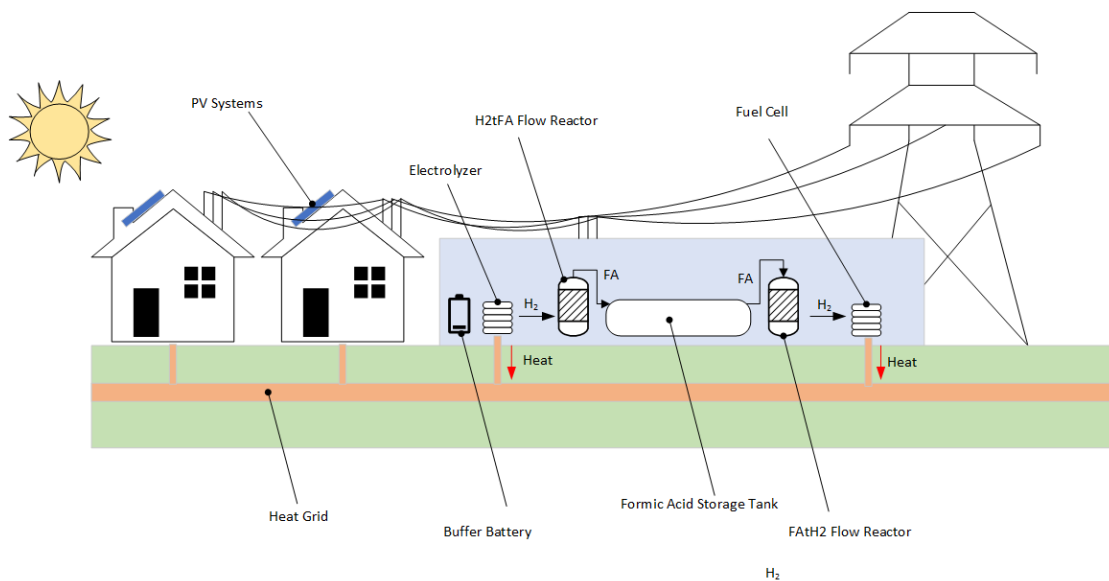 PV Systems
H2tFA Flow Reactor
Fuel Cell
Electrolyzer
FA
FA
H₂
H₂
Heat
Heat
Heat Grid
Buffer Battery
Formic Acid Storage Tank
FAtH2 Flow Reactor
H₂